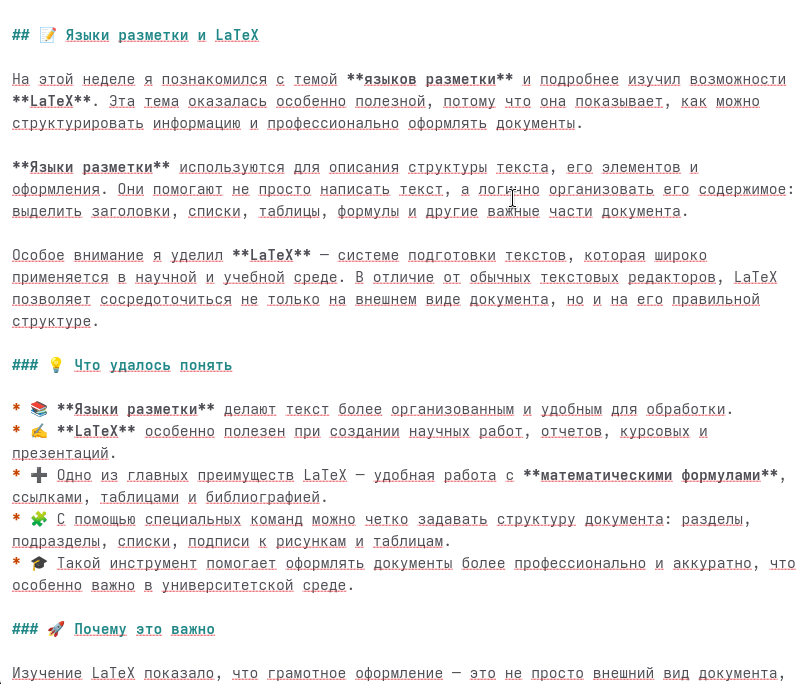 ## 📝 Языки разметки и LaTeX
На этой неделе я познакомился с темой **языков разметки** и подробнее изучил возможности
**LaTeX**. Эта тема оказалась особенно полезной, потому что она показывает, как можно
структурировать информацию и профессионально оформлять документы.
**Языки разметки** используются для описания структуры текста, его элементов и
оформления. Они помогают не просто написать текст, а логично организовать его содержимое:
выделить заголовки, списки, таблицы, формулы и другие важные части документа.
Особое внимание я уделил **LaTeX** — системе подготовки текстов, которая широко
применяется в научной и учебной среде. В отличие от обычных текстовых редакторов, LaTeX
позволяет сосредоточиться не только на внешнем виде документа, но и на его правильной
структуре.
### 💡 Что удалось понять
* 📚 **Языки разметки** делают текст более организованным и удобным для обработки.
* ✍️ **LaTeX** особенно полезен при создании научных работ, отчетов, курсовых и
презентаций.
* ➕ Одно из главных преимуществ LaTeX — удобная работа с **математическими формулами**,
ссылками, таблицами и библиографией.
* 🧩 С помощью специальных команд можно четко задавать структуру документа: разделы,
подразделы, списки, подписи к рисункам и таблицам.
* 🎓 Такой инструмент помогает оформлять документы более профессионально и аккуратно, что
особенно важно в университетской среде.
### 🚀 Почему это важно
Изучение LaTeX показало, что грамотное оформление — это не просто внешний вид документа,